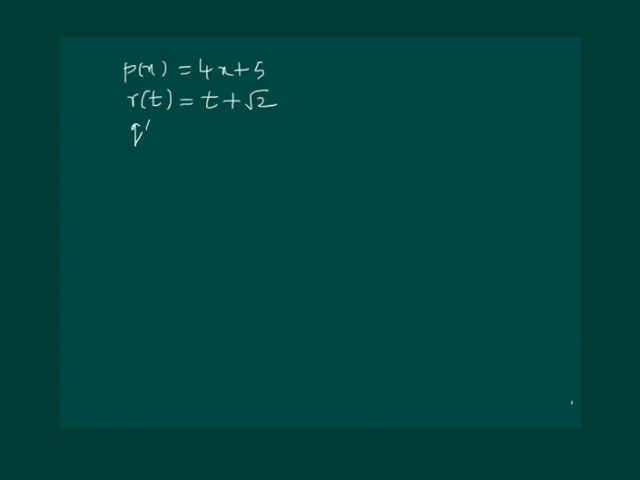 p(x) = 4x+5
r(t) = t + √2
q(